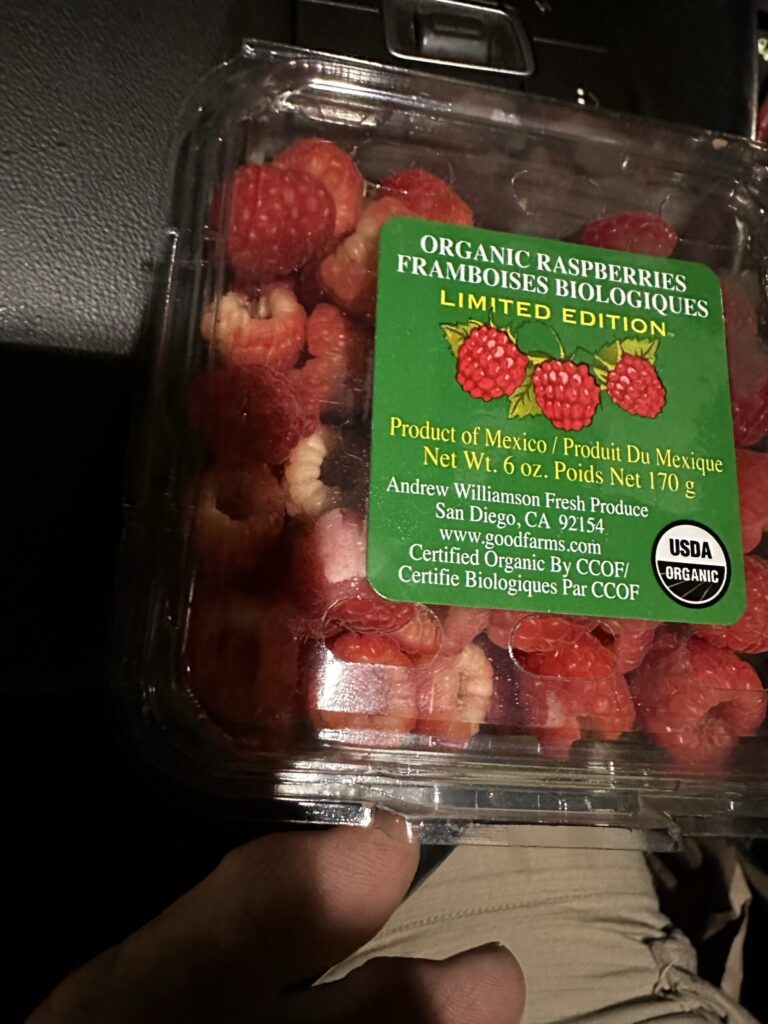 ORGANIC RASPBERRIES
FRAMBOISES BIOLOGIQUES
LIMITED EDITION™
Product of Mexico / Produit Du Mexique
Net Wt. 6 oz. Poids Net 170 g
Andrew Williamson Fresh Produce
San Diego, CA 92154
www.goodfarms.com
Certified Organic By CCOF/
Certifie Biologiques Par CCOF
USDA
ORGANIC